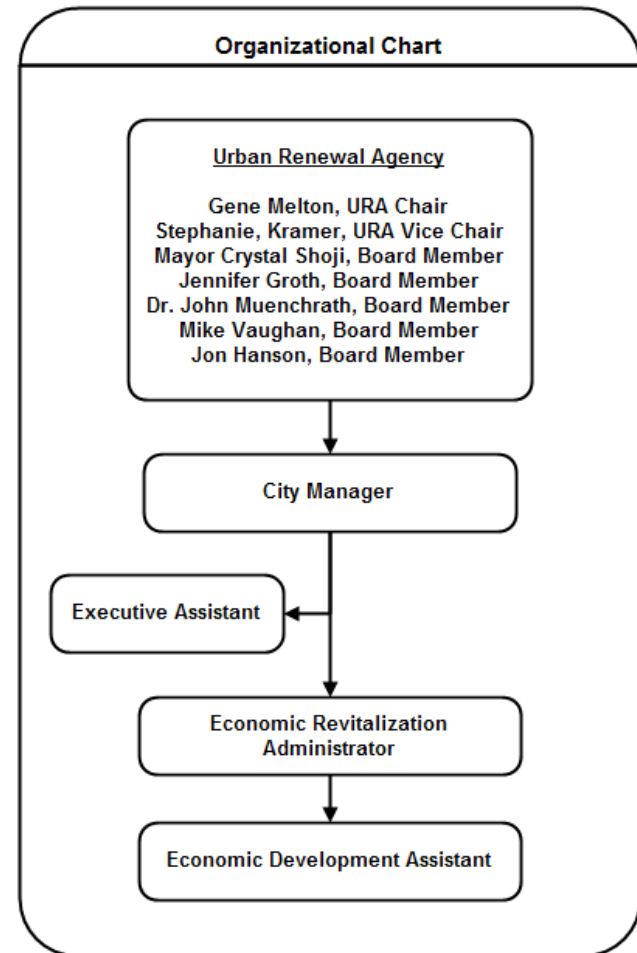 Organizational Chart
Urban Renewal Agency
Gene Melton, URA Chair
Stephanie, Kramer, URA Vice Chair
Mayor Crystal Shoji, Board Member
Jennifer Groth, Board Member
Dr. John Muenchrath, Board Member
Mike Vaughan, Board Member
Jon Hanson, Board Member
City Manager
Executive Assistant
Economic Revitalization
Administrator
Economic Development Assistant